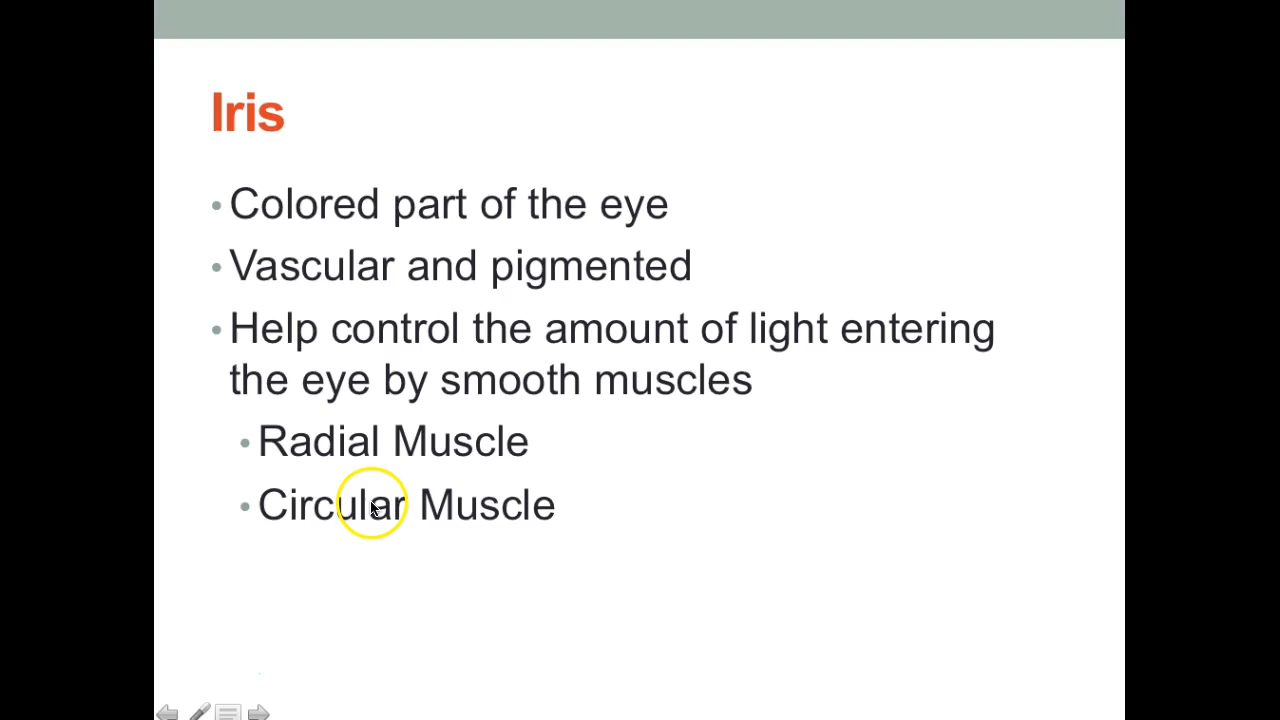 Iris
• Colored part of the eye
• Vascular and pigmented
• Help control the amount of light entering
the eye by smooth muscles
• Radial Muscle
• Circular Muscle